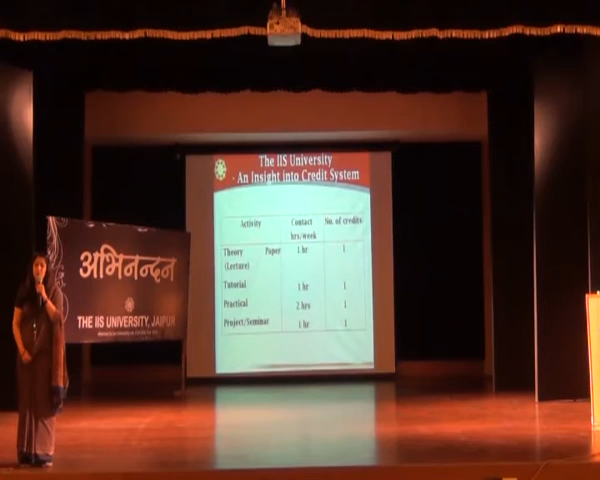 The IIS University
- An Insight into Credit System
Activity Contact hrs/week No. of credits
Theory Paper (Lecture) 1 hr 1
Tutorial 1 hr 1
Practical 2 hrs 1
Project/Seminar 1 hr 1
अभिनन्दन
THE IIS UNIVERSITY, JAIPUR